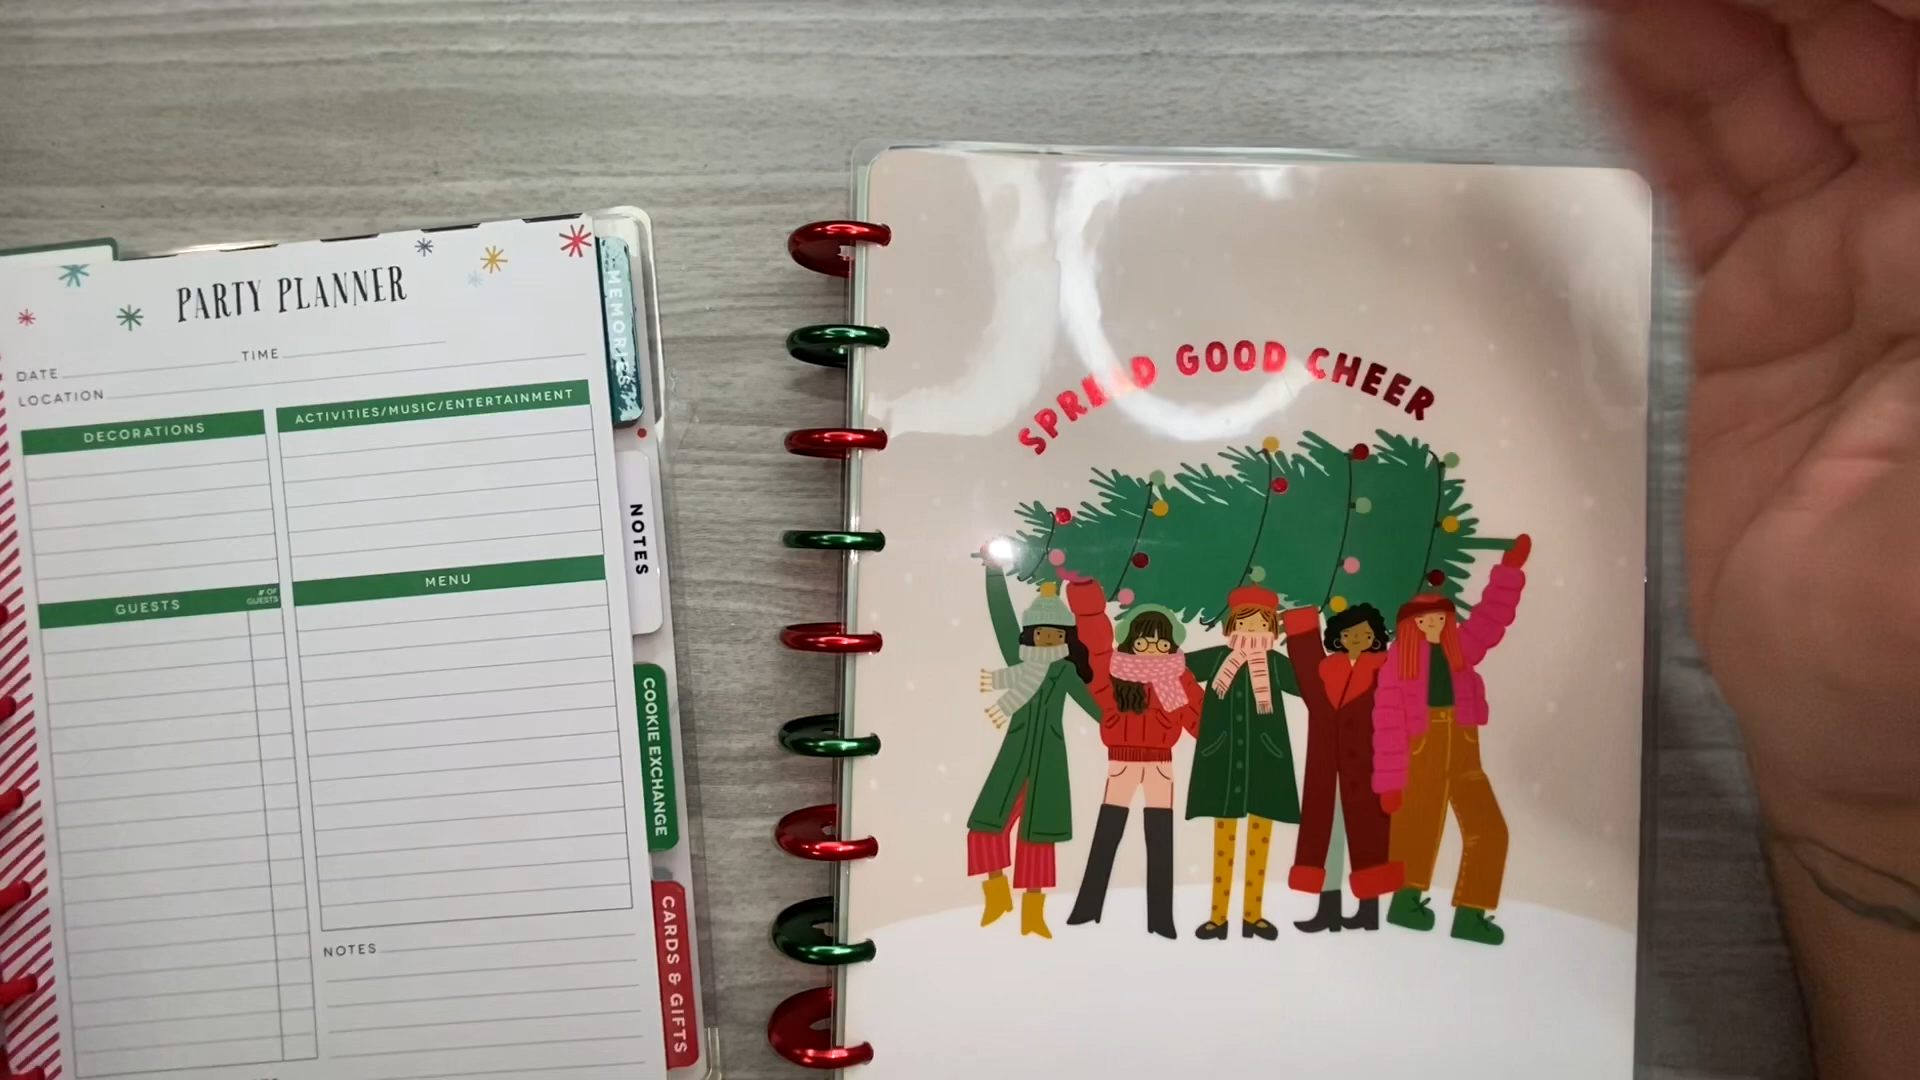 PARTY PLANNER
DATE TIME
LOCATION
DECORATIONS
ACTIVITIES/MUSIC/ENTERTAINMENT
GUESTS
# OF
GUESTS
MENU
NOTES
MEMORIES
NOTES
COOKIE EXCHANGE
CARDS & GIFTS
SPREAD GOOD CHEER